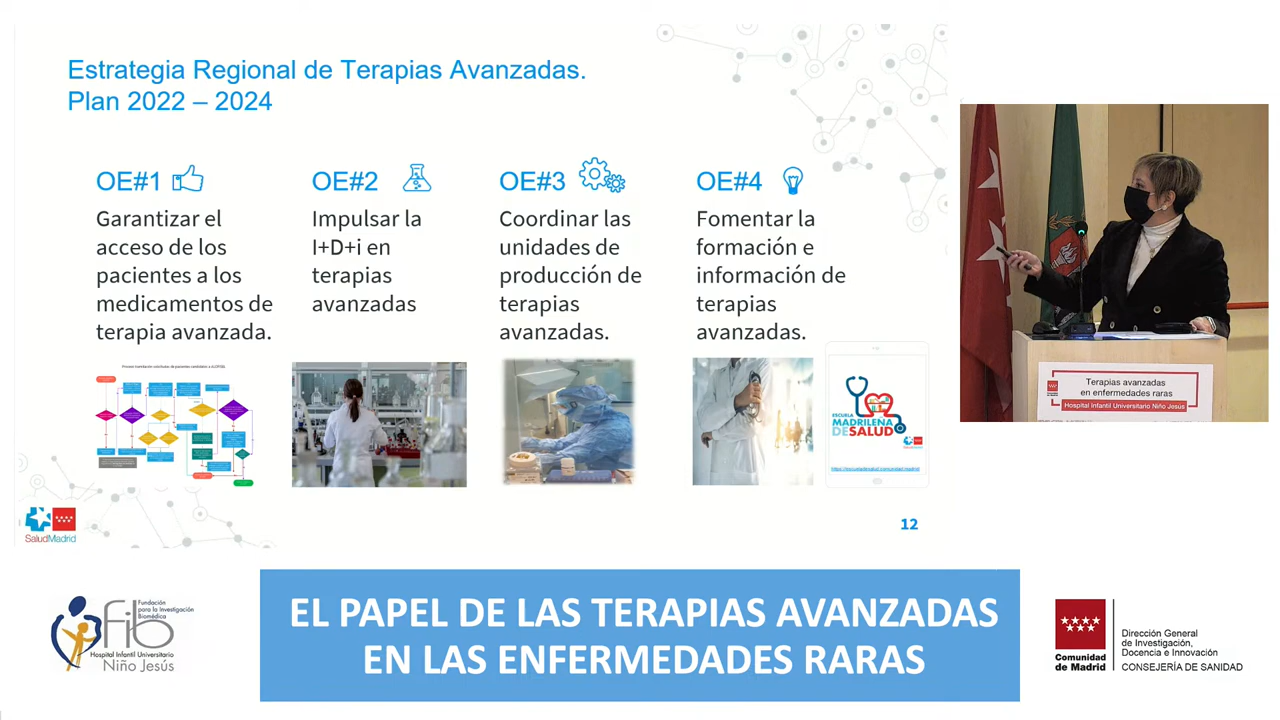 Estrategia Regional de Terapias Avanzadas.
Plan 2022 – 2024
OE#1
Garantizar el
acceso de los
pacientes a los
medicamentos de
terapia avanzada.
OE#2
Impulsar la
I+D+i en
terapias
avanzadas
OE#3
Coordinar las
unidades de
producción de
terapias
avanzadas.
OE#4
Fomentar la
formación e
información de
terapias
avanzadas.
ESCUELA
MADRILEÑA
DE SALUD
SaludMadrid
12
Terapias avanzadas
en enfermedades raras
Hospital Infantil Universitario Niño Jesús
fib
Fundación
para la Investigación
Biomédica
Hospital Infantil Universitario
Niño Jesús
EL PAPEL DE LAS TERAPIAS AVANZADAS
EN LAS ENFERMEDADES RARAS
Comunidad
de Madrid
Dirección General
de Investigación,
Docencia e Innovación
CONSEJERÍA DE SANIDAD